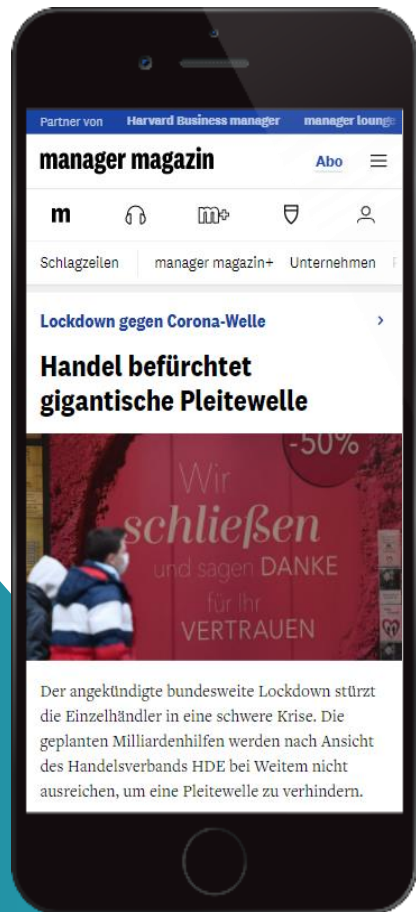 Partner von Harvard Business manager manager lounge
manager magazin Abo
m m+
Schlagzeilen manager magazin+ Unternehmen
Lockdown gegen Corona-Welle
Handel befürchtet
gigantische Pleitewelle
-50%
Wir
schließen
und sagen DANKE
für Ihr
VERTRAUEN
Der angekündigte bundesweite Lockdown stürzt
die Einzelhändler in eine schwere Krise. Die
geplanten Milliardenhilfen werden nach Ansicht
des Handelsverbands HDE bei Weitem nicht
ausreichen, um eine Pleitewelle zu verhindern.